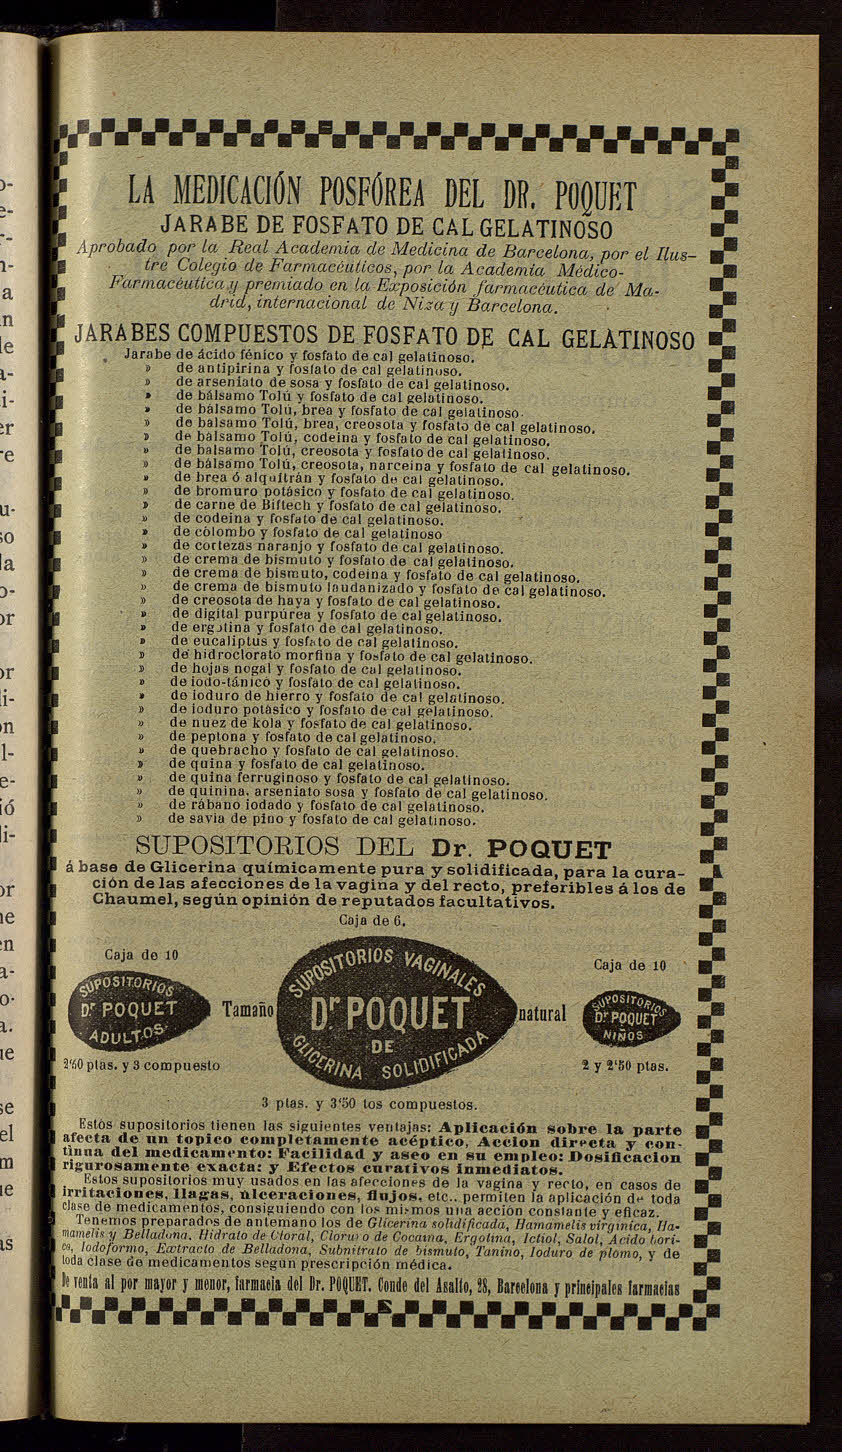 LA MEDICACIÓN POSFÓREA DEL DR. POQUET
JARABE DE FOSFATO DE CAL GELATINOSO
Aprobado por la Real Academia de Medicina de Barcelona, por el Ilus-
tre Colegio de Farmacéuticos, por la Academia Médico-
Farmacéutica y premiado en la Exposición farmacéutica de Ma-
drid, internacional de Niza y Barcelona.
JARABES COMPUESTOS DE FOSFATO DE CAL GELATINOSO
Jarabe de ácido fénico y fosfato de cal gelatinoso.
» de antipirina y fosfato de cal gelatinoso.
» de arseniato de sosa y fosfato de cal gelatinoso.
» de bálsamo Tolú y fosfato de cal gelatinoso.
» de bálsamo Tolú, brea y fosfato de cal gelatinoso.
» de balsamo Tolú, brea, creosota y fosfato de cal gelatinoso.
» de bálsamo Tolú, codeina y fosfato de cal gelatinoso.
» de balsamo Tolú, creosota y fosfato de cal gelatinoso.
» de bálsamo Tolú, creosota, narceina y fosfato de cal gelatinoso.
» de brea ó alquitrán y fosfato de cal gelatinoso.
» de bromuro potásico y fosfato de cal gelatinoso.
» de carne de Biftech y fosfato de cal gelatinoso.
» de codeina y fosfato de cal gelatinoso.
» de colombo y fosfato de cal gelatinoso
» de cortezas naranjo y fosfato de cal gelatinoso.
» de crema de bismuto y fosfato de cal gelatinoso.
» de crema de bismuto, codeina y fosfato de cal gelatinoso.
» de crema de bismuto laudanizado y fosfato de cal gelatinoso.
» de creosota de haya y fosfato de cal gelatinoso.
» de digital purpúrea y fosfato de cal gelatinoso.
» de ergotina y fosfato de cal gelatinoso.
» de eucaliptus y fosfato de cal gelatinoso.
» de hidroclorato morfina y fosfato de cal gelatinoso.
» de hojas nogal y fosfato de cal gelatinoso.
» de iodo-tánico y fosfato de cal gelatinoso.
» de ioduro de hierro y fosfato de cal gelatinoso.
» de ioduro potásico y fosfato de cal gelatinoso.
» de nuez de kola y fosfato de cal gelatinoso.
» de peptona y fosfato de cal gelatinoso.
» de quebracho y fosfato de cal gelatinoso.
» de quina y fosfato de cal gelatinoso.
» de quina ferruginoso y fosfato de cal gelatinoso.
» de quinina, arseniato sosa y fosfato de cal gelatinoso.
» de rábano iodado y fosfato de cal gelatinoso.
» de savia de pino y fosfato de cal gelatinoso.
SUPOSITORIOS DEL Dr. POQUET
á base de Glicerina químicamente pura y solidificada, para la cura-
ción de las afecciones de la vagina y del recto, preferibles á los de
Chaumel, según opinión de reputados facultativos.
Caja de 6.
Caja de 10
Caja de 10
SUPOSITORIOS
Dr POQUET
ADULTOS
Tamaño
SUPOSITORIOS VAGINALES
Dr POQUET
DE
GLICERINA SOLIDIFICADA
natural
SUPOSITORIOS
Dr POQUET
NIÑOS
2'50 ptas. y 3 compuesto
2 y 2'50 ptas.
3 ptas. y 3'50 los compuestos.
Estos supositorios tienen las siguientes ventajas: Aplicación sobre la parte
afecta de un topico completamente acéptico, Accion directa y con-
tinua del medicamento: Facilidad y aseo en su empleo: Dosificacion
rigurosamente exacta: y Efectos curativos inmediatos.
Estos supositorios muy usados en las afecciones de la vagina y recto, en casos de
irritaciones, llagas, ulceraciones, flujos, etc.. permiten la aplicación de toda
clase de medicamentos, consiguiendo con los mismos una acción constante y eficaz.
Tenemos preparados de antemano los de Glicerina solidificada, Hamamelis virginica, Ha-
mamelis y Belladona, Hidrato de Cloral, Cloruro de Cocaina, Ergotina, Ictiol, Salol, Acido bori-
co, Iodoformo, Extracto de Belladona, Subnitrato de bismuto, Tanino, Ioduro de plomo, y de
toda clase de medicamentos según prescripción médica.
De venta al por mayor y menor, farmacia del Dr. POQUET. Conde del Asalto, 28, Barcelona y principales farmacias